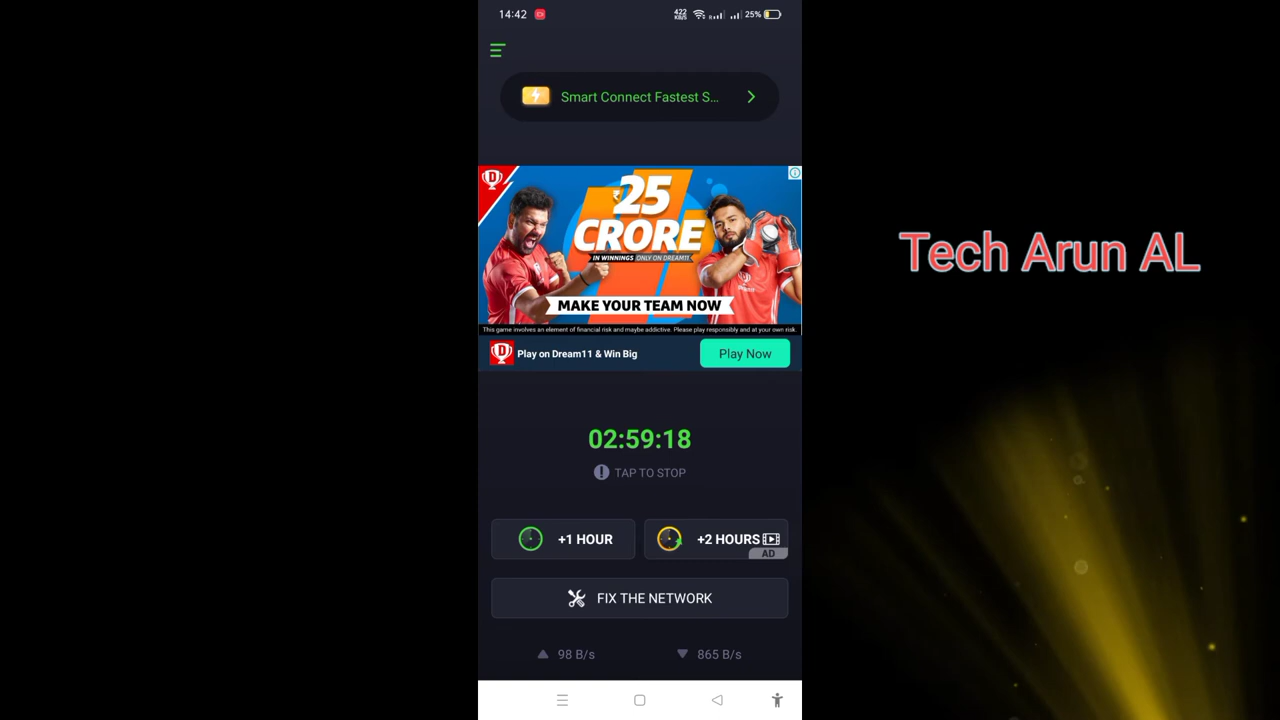 14:42
422
KB/S
25%
Smart Connect Fastest S...
D
₹25
CRORE
IN WINNINGS ONLY ON DREAM11
MAKE YOUR TEAM NOW
This game involves an element of financial risk and maybe addictive. Please play responsibly and at your own risk.
D
Play on Dream11 & Win Big
Play Now
Tech Arun AL
02:59:18
TAP TO STOP
+1 HOUR
+2 HOURS
AD
FIX THE NETWORK
98 B/s
865 B/s